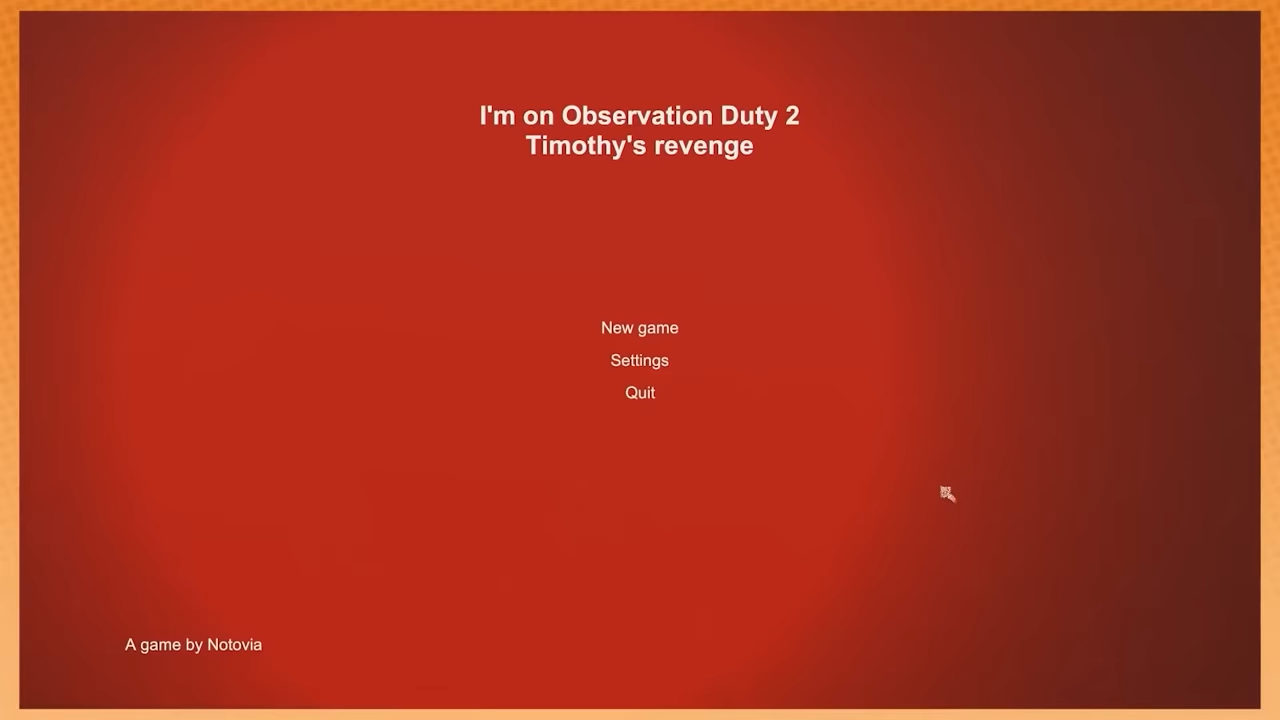 I'm on Observation Duty 2
Timothy's revenge
New game
Settings
Quit
A game by Notovia